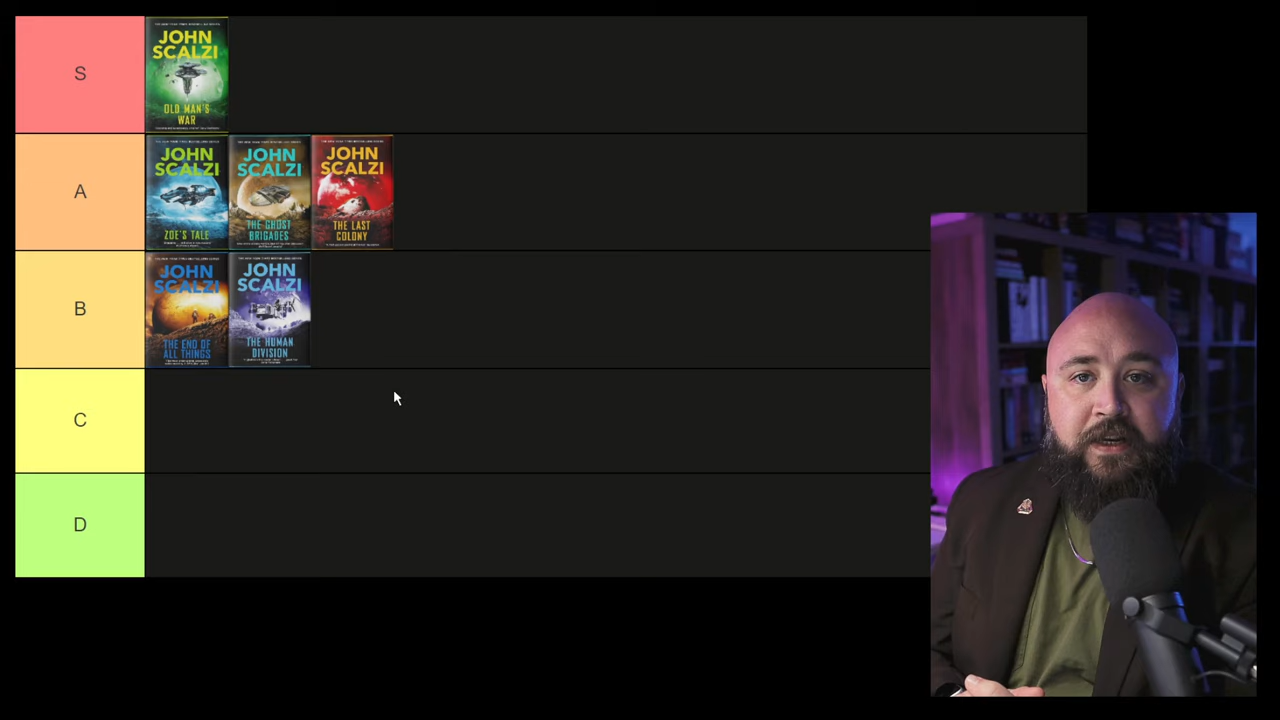 S
JOHN
SCALZI
OLD MAN'S
WAR
A
JOHN
SCALZI
ZOE'S TALE
JOHN
SCALZI
THE GHOST
BRIGADES
JOHN
SCALZI
THE LAST
COLONY
B
JOHN
SCALZI
THE END OF
ALL THINGS
JOHN
SCALZI
THE HUMAN
DIVISION
C
D